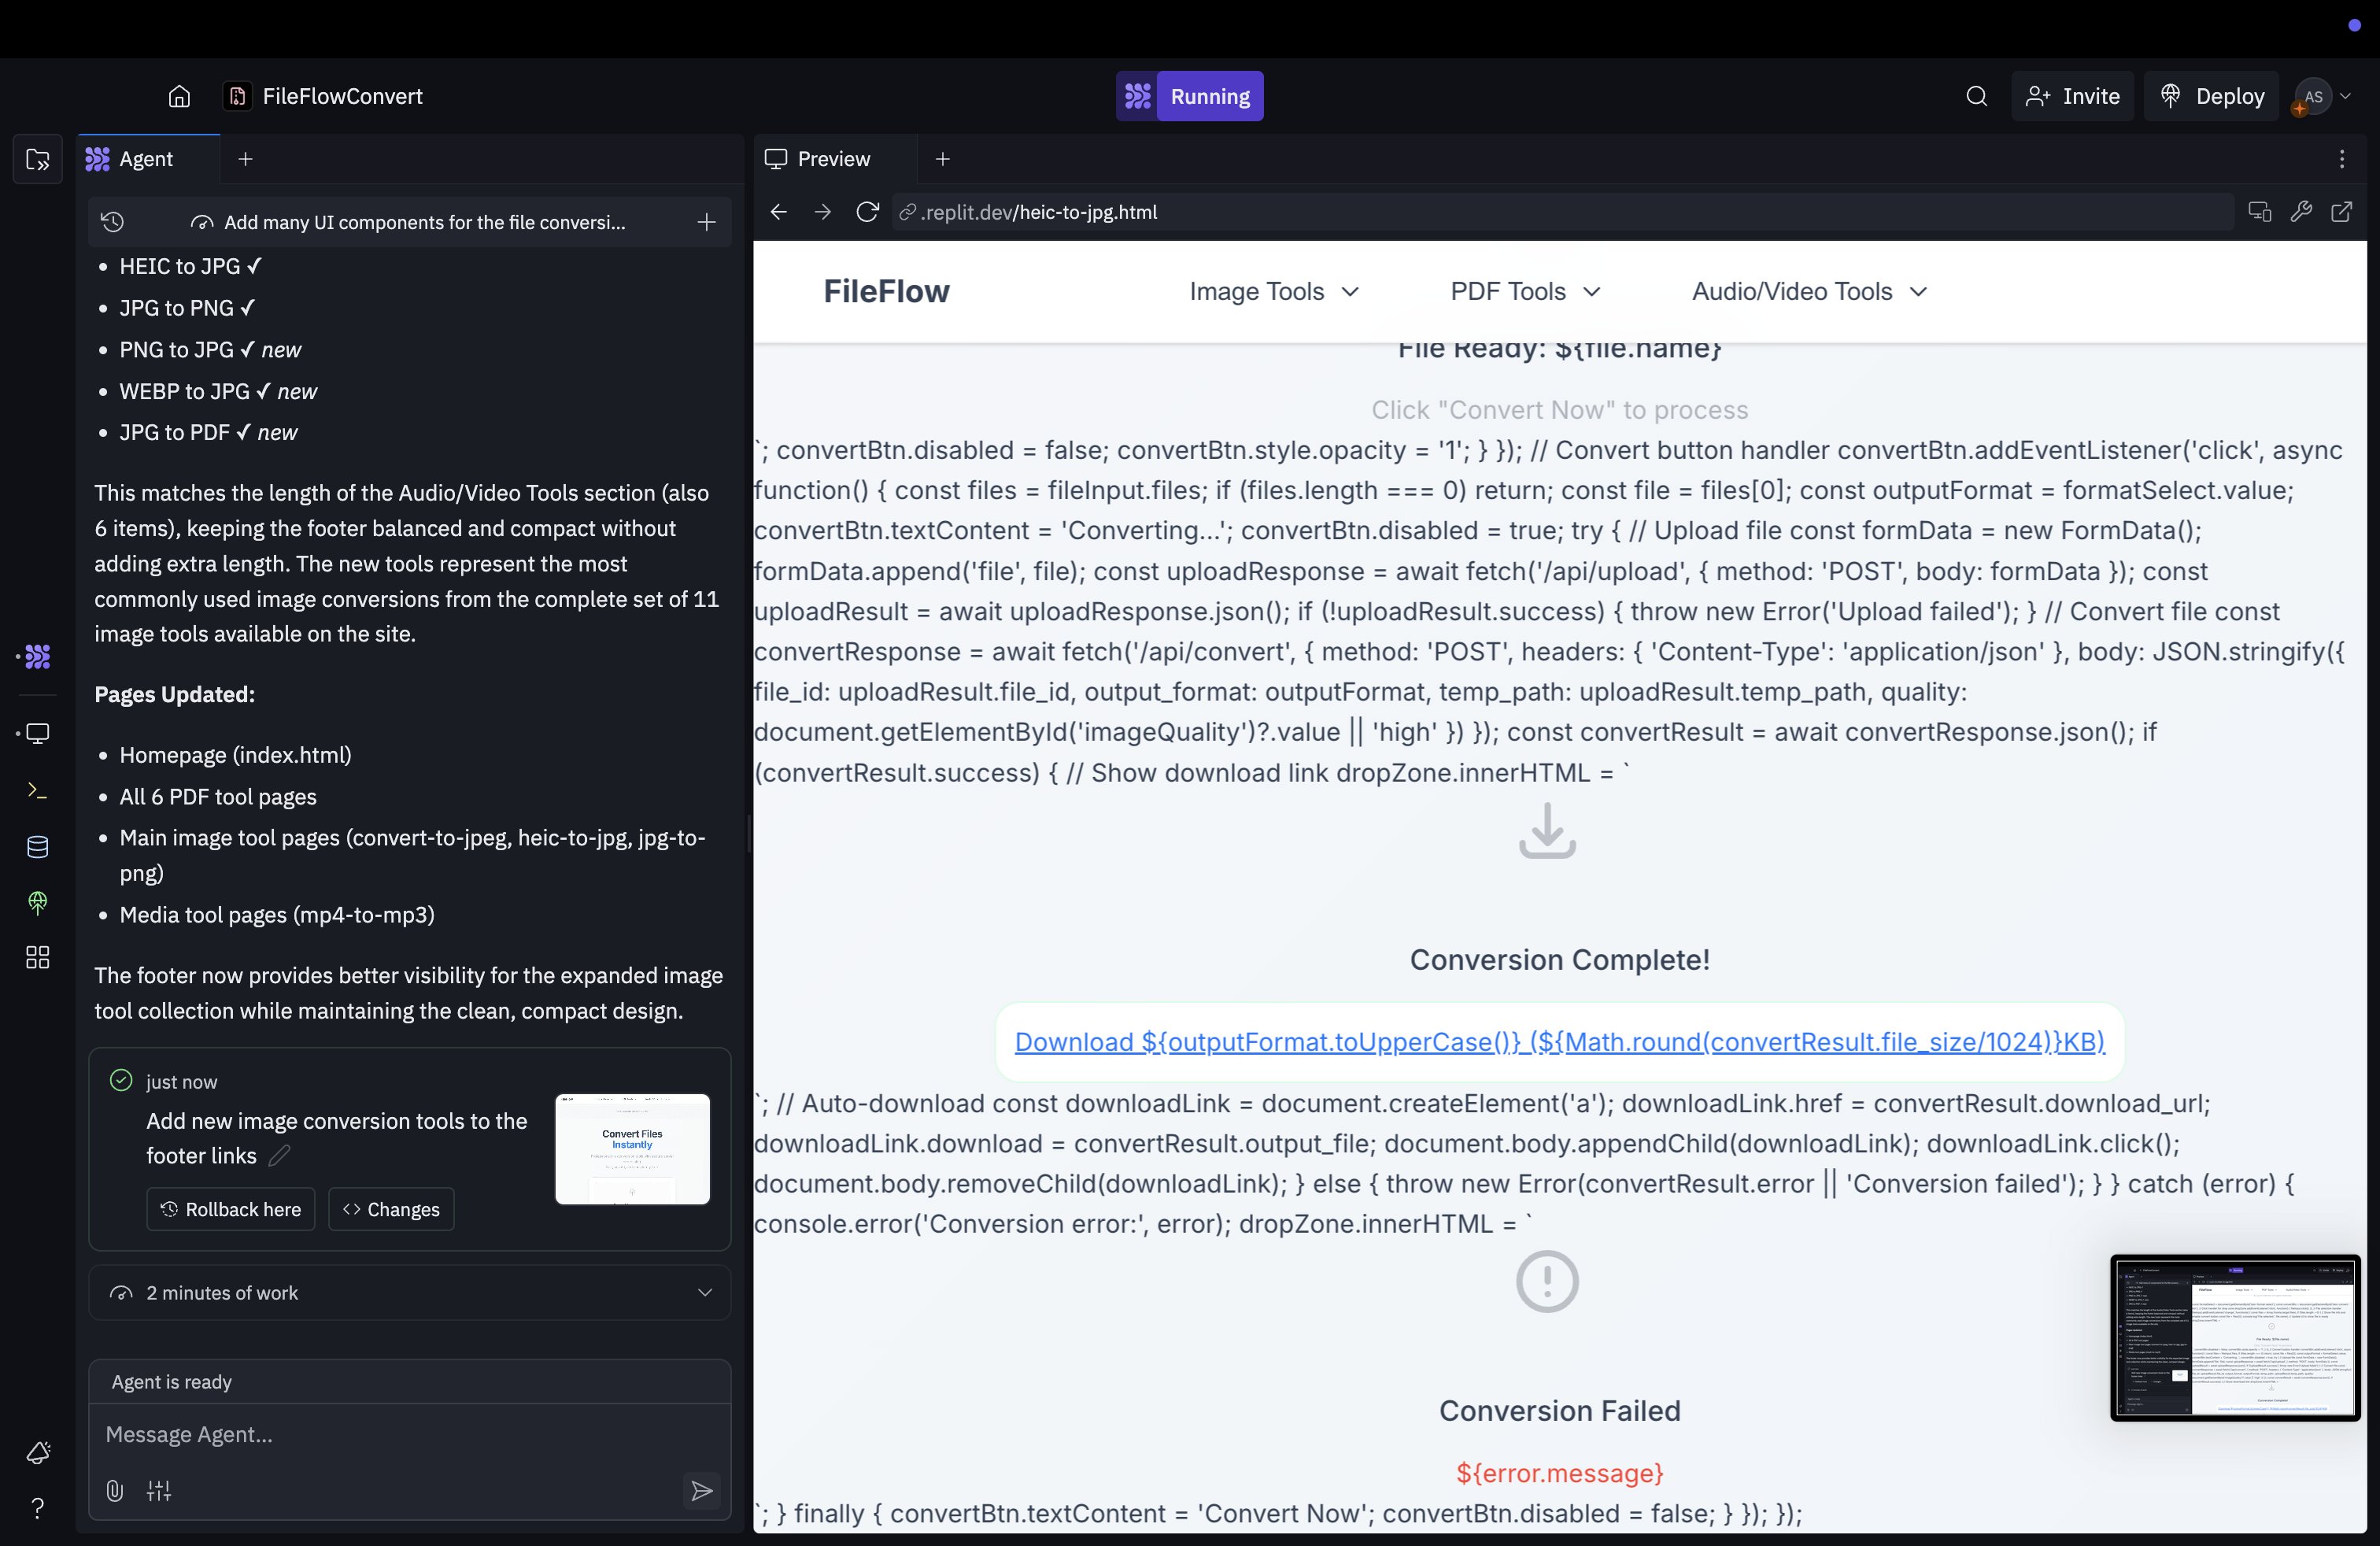 FileFlowConvert
Running
Invite
Deploy
AS
Agent
Preview
Add many UI components for the file conversi...
.replit.dev/heic-to-jpg.html
• HEIC to JPG ✓
• JPG to PNG ✓
• PNG to JPG ✓ new
• WEBP to JPG ✓ new
• JPG to PDF ✓ new
This matches the length of the Audio/Video Tools section (also
6 items), keeping the footer balanced and compact without
adding extra length. The new tools represent the most
commonly used image conversions from the complete set of 11
image tools available on the site.
Pages Updated:
• Homepage (index.html)
• All 6 PDF tool pages
• Main image tool pages (convert-to-jpeg, heic-to-jpg, jpg-to-
png)
• Media tool pages (mp4-to-mp3)
The footer now provides better visibility for the expanded image
tool collection while maintaining the clean, compact design.
just now
Add new image conversion tools to the
footer links
Convert Files
Instantly
Rollback here
Changes
2 minutes of work
Agent is ready
Message Agent...
FileFlow
Image Tools
PDF Tools
Audio/Video Tools
File Ready: ${file.name}
Click "Convert Now" to process
`; convertBtn.disabled = false; convertBtn.style.opacity = '1'; } }); // Convert button handler convertBtn.addEventListener('click', async
function() { const files = fileInput.files; if (files.length === 0) return; const file = files[0]; const outputFormat = formatSelect.value;
convertBtn.textContent = 'Converting...'; convertBtn.disabled = true; try { // Upload file const formData = new FormData();
formData.append('file', file); const uploadResponse = await fetch('/api/upload', { method: 'POST', body: formData }); const
uploadResult = await uploadResponse.json(); if (!uploadResult.success) { throw new Error('Upload failed'); } // Convert file const
convertResponse = await fetch('/api/convert', { method: 'POST', headers: { 'Content-Type': 'application/json' }, body: JSON.stringify({
file_id: uploadResult.file_id, output_format: outputFormat, temp_path: uploadResult.temp_path, quality:
document.getElementById('imageQuality')?.value || 'high' }) }); const convertResult = await convertResponse.json(); if
(convertResult.success) { // Show download link dropZone.innerHTML = `
Conversion Complete!
Download ${outputFormat.toUpperCase()} (${Math.round(convertResult.file_size/1024)}KB)
`; // Auto-download const downloadLink = document.createElement('a'); downloadLink.href = convertResult.download_url;
downloadLink.download = convertResult.output_file; document.body.appendChild(downloadLink); downloadLink.click();
document.body.removeChild(downloadLink); } else { throw new Error(convertResult.error || 'Conversion failed'); } } catch (error) {
console.error('Conversion error:', error); dropZone.innerHTML = `
Conversion Failed
${error.message}
`; } finally { convertBtn.textContent = 'Convert Now'; convertBtn.disabled = false; } }); });